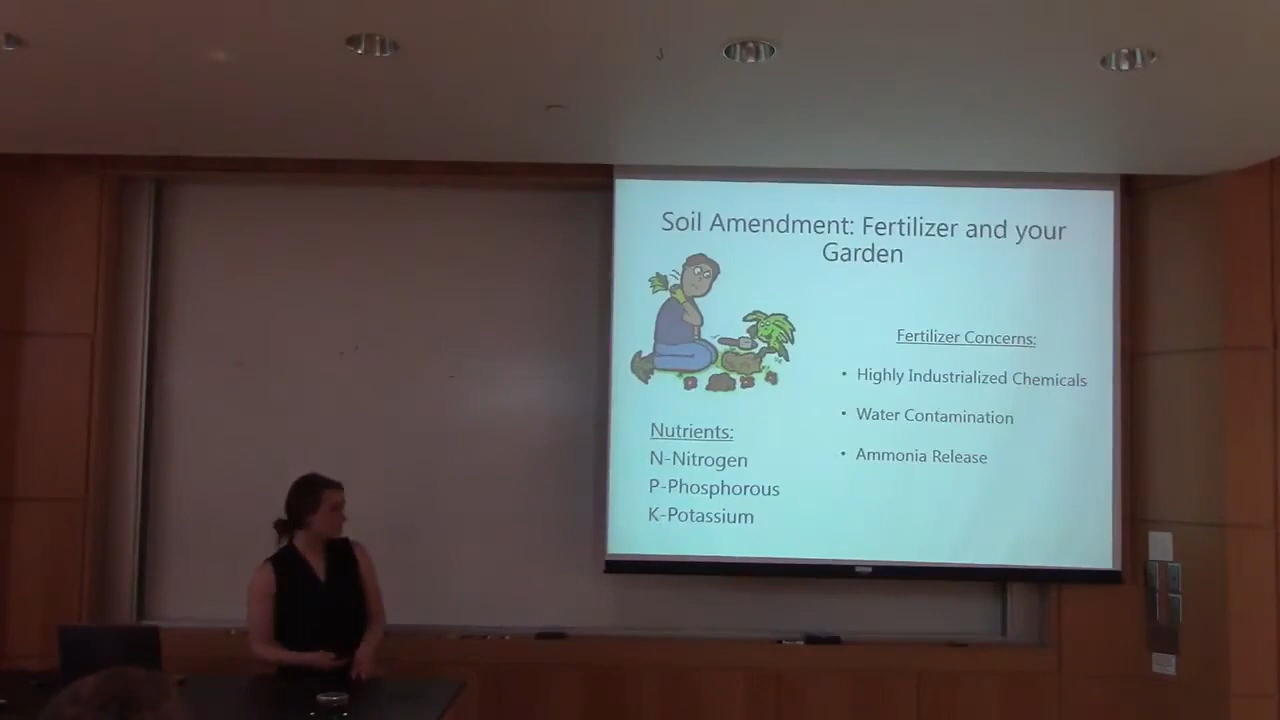 Soil Amendment: Fertilizer and your
Garden
Nutrients:
N-Nitrogen
P-Phosphorous
K-Potassium
Fertilizer Concerns:
• Highly Industrialized Chemicals
• Water Contamination
• Ammonia Release